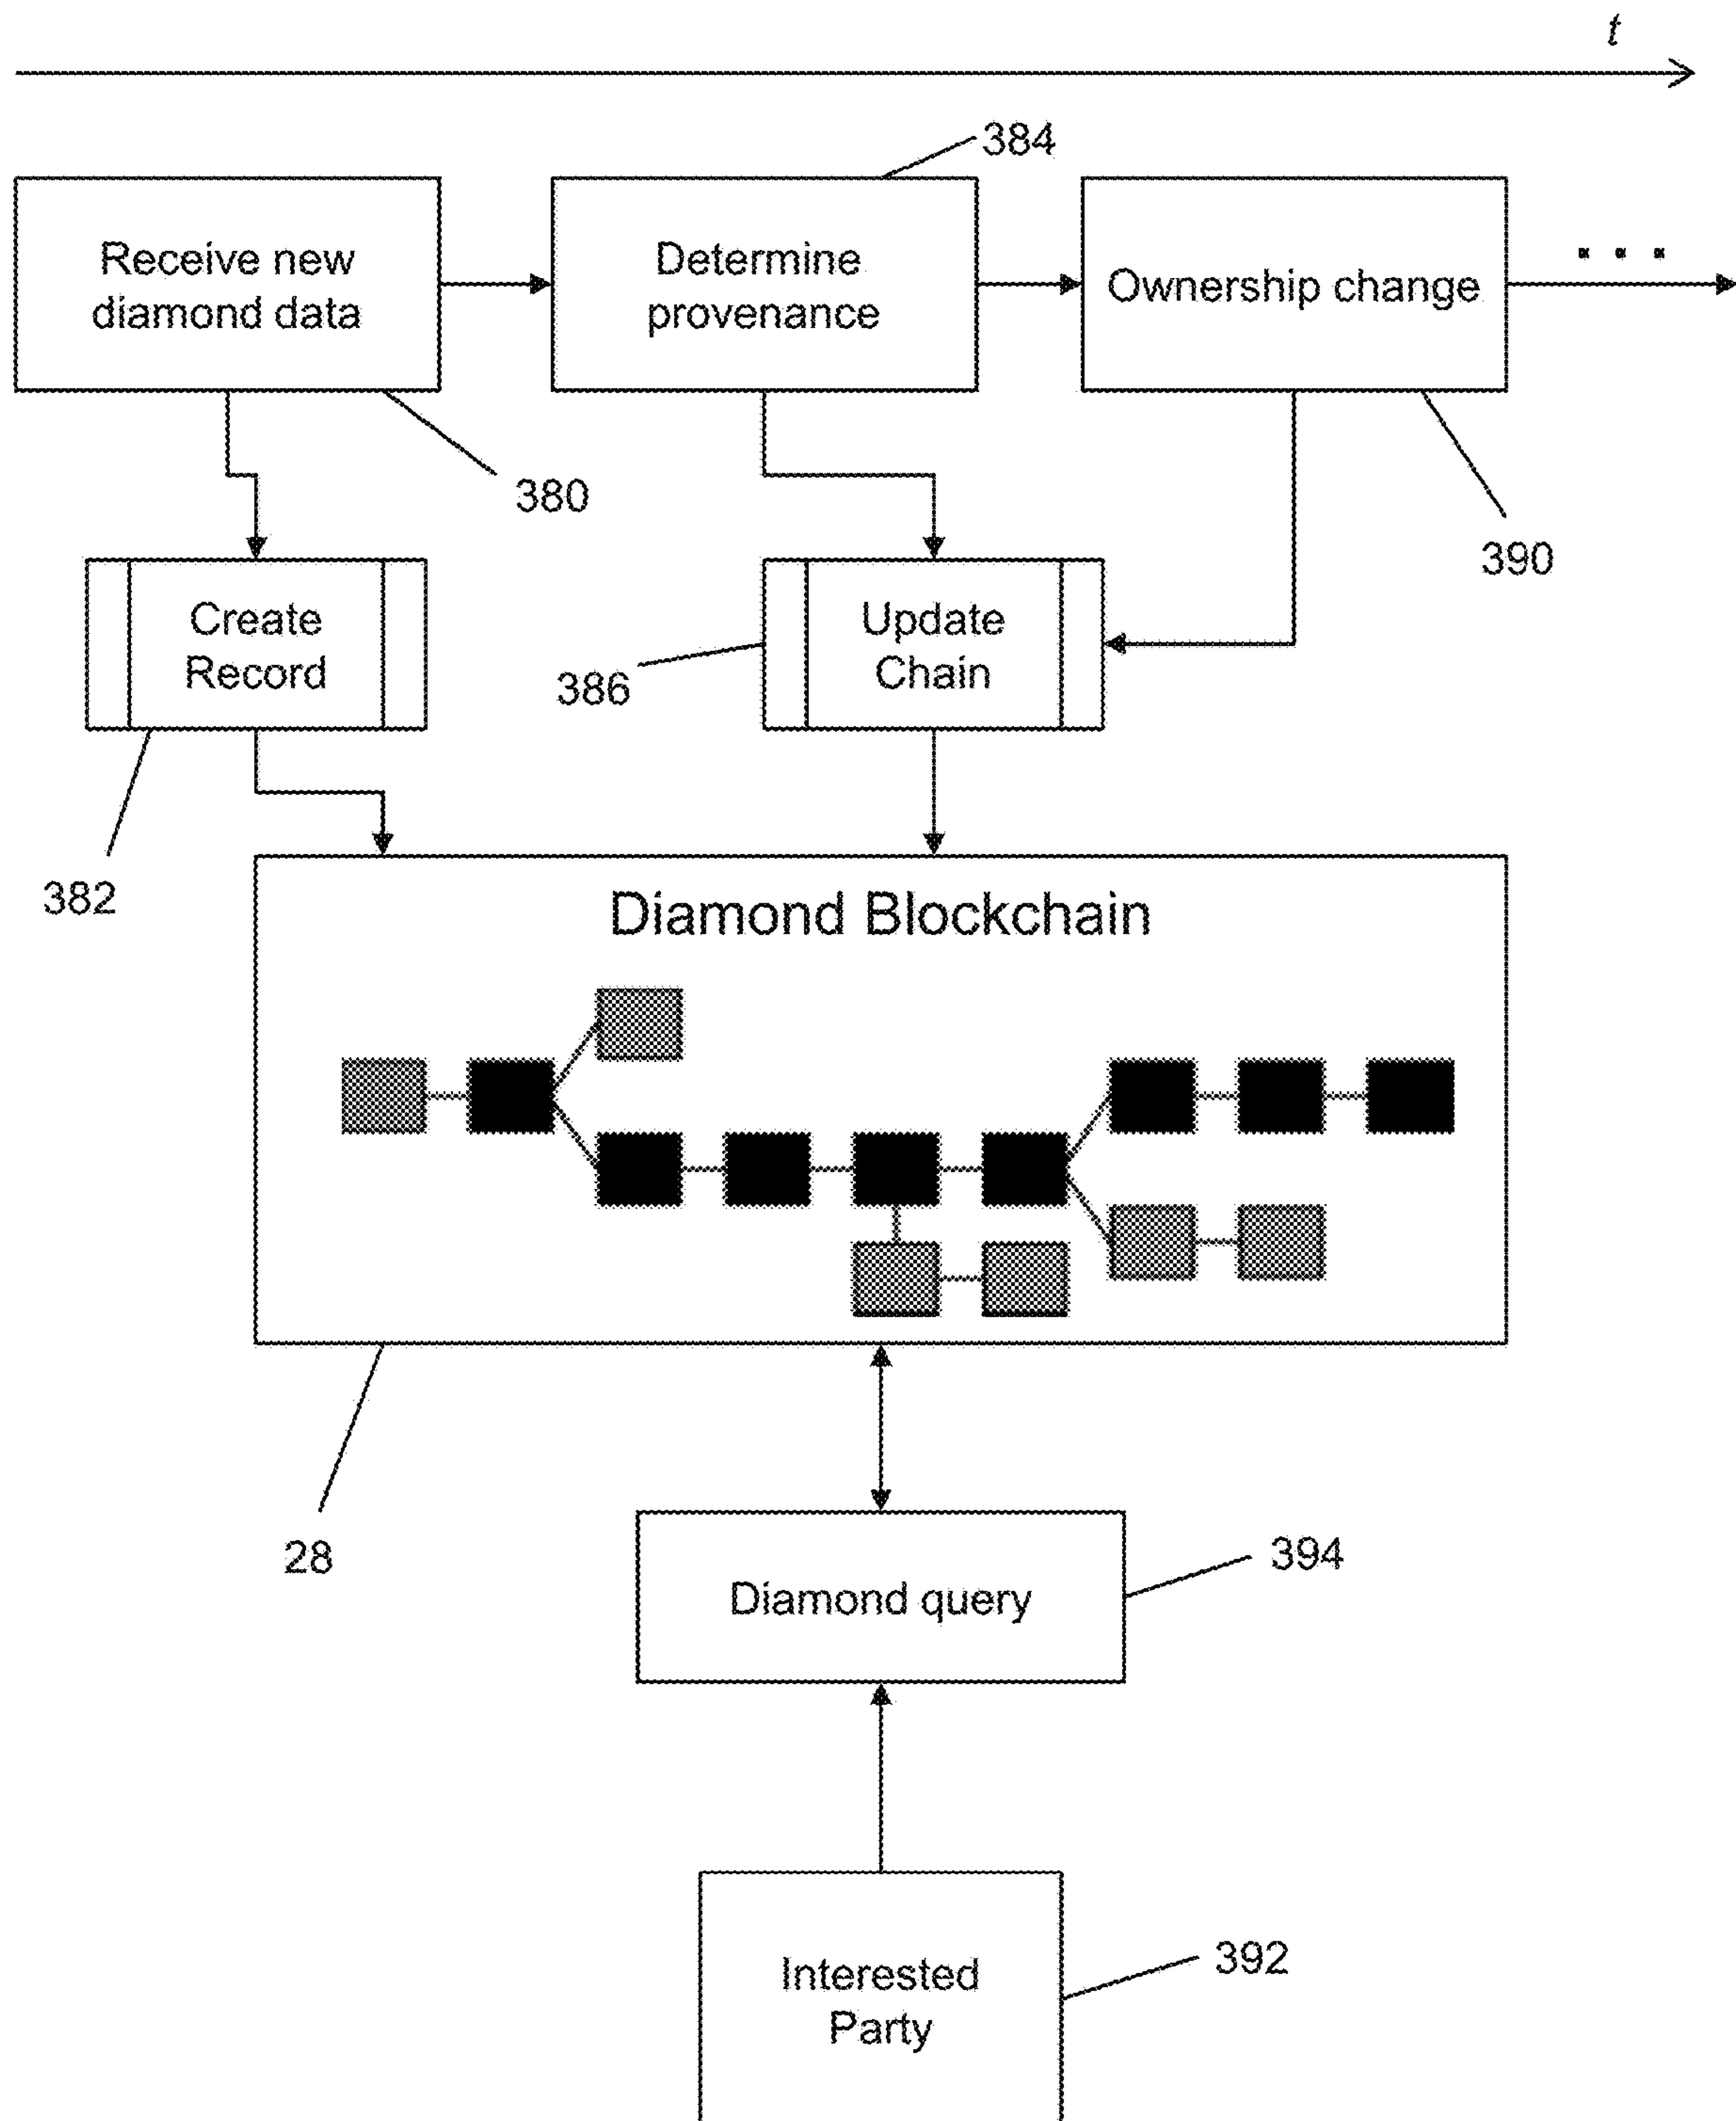 t
384
Receive new
diamond data
Determine
provenance
Ownership change
. . .
380
390
Create
Record
Update
Chain
386
382
Diamond Blockchain
28
394
Diamond query
392
Interested
Party